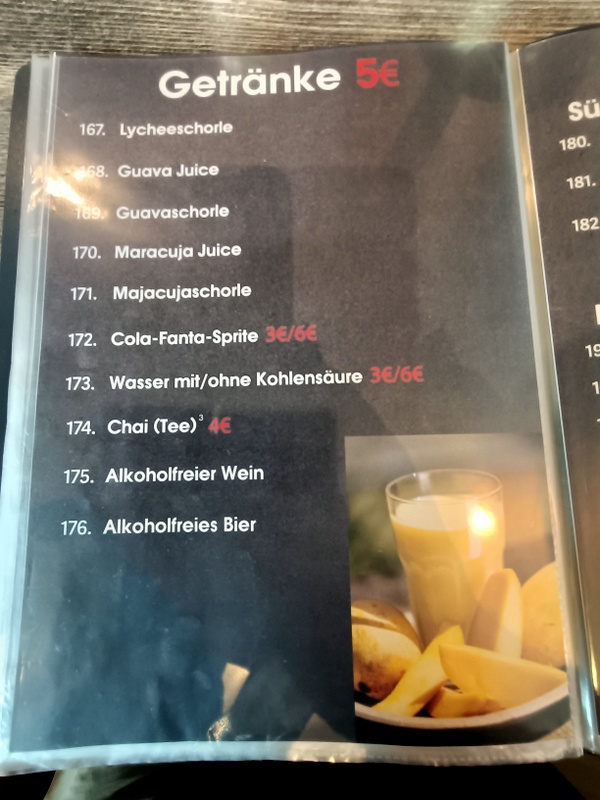 Getränke 5€
167. Lycheeschorle
168. Guava Juice
169. Guavaschorle
170. Maracuja Juice
171. Majacujaschorle
172. Cola-Fanta-Sprite 3€/6€
173. Wasser mit/ohne Kohlensäure 3€/6€
174. Chai (Tee)³ 4€
175. Alkoholfreier Wein
176. Alkoholfreies Bier
180.
181.